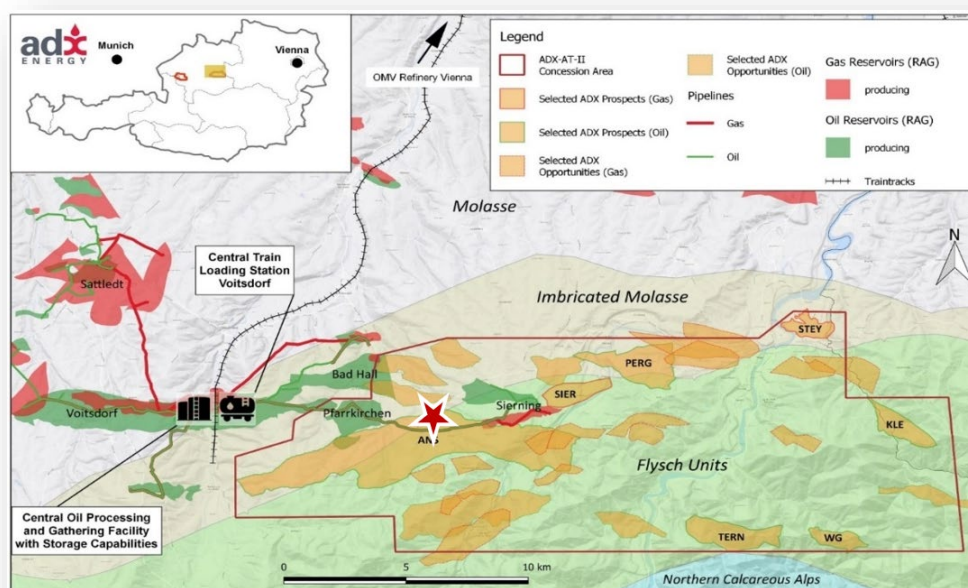 adx
ENERGY
Munich
Vienna
OMV Refinery Vienna
Legend
ADX-AT-II
Concession Area
Selected ADX Prospects (Gas)
Selected ADX Prospects (Oil)
Selected ADX
Opportunities (Gas)
Selected ADX
Opportunities (Oil)
Pipelines
Gas
Oil
Gas Reservoirs (RAG)
producing
Oil Reservoirs (RAG)
producing
Traintracks
Molasse
N
Central Train
Loading Station
Voitsdorf
Sattledt
Imbricated Molasse
STEY
PERG
Bad Hall
SIER
Voitsdorf
Pfarrkirchen
Sierning
ANS
KLE
Flysch Units
Central Oil Processing
and Gathering Facility
with Storage Capabilities
TERN
WG
0 5 10 km
Northern Calcareous Alps